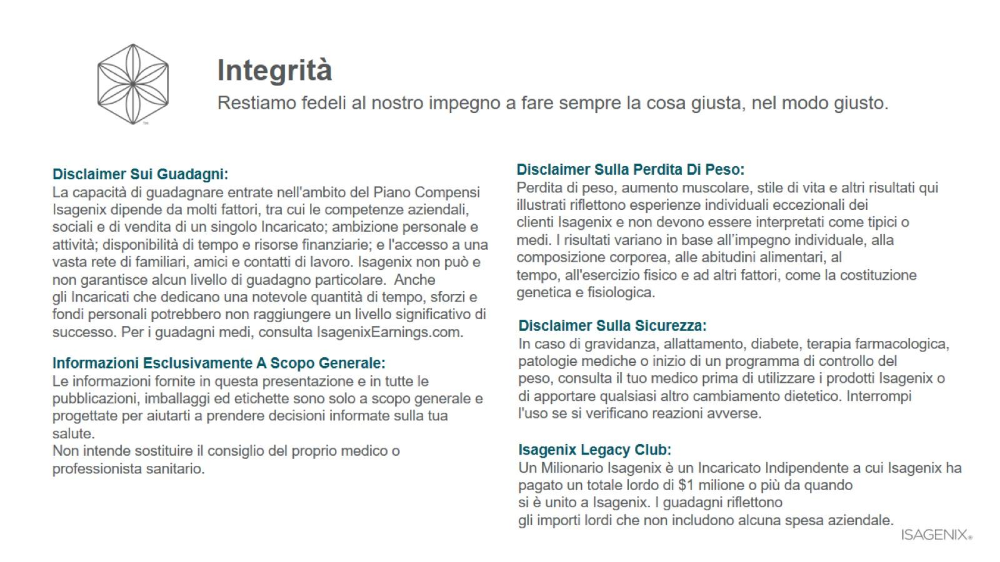 Integrità
Restiamo fedeli al nostro impegno a fare sempre la cosa giusta, nel modo giusto.
TM
Disclaimer Sui Guadagni:
La capacità di guadagnare entrate nell'ambito del Piano Compensi
Isagenix dipende da molti fattori, tra cui le competenze aziendali,
sociali e di vendita di un singolo Incaricato; ambizione personale e
attività; disponibilità di tempo e risorse finanziarie; e l'accesso a una
vasta rete di familiari, amici e contatti di lavoro. Isagenix non può e
non garantisce alcun livello di guadagno particolare.  Anche
gli Incaricati che dedicano una notevole quantità di tempo, sforzi e
fondi personali potrebbero non raggiungere un livello significativo di
successo. Per i guadagni medi, consulta IsagenixEarnings.com.
Informazioni Esclusivamente A Scopo Generale:
Le informazioni fornite in questa presentazione e in tutte le
pubblicazioni, imballaggi ed etichette sono solo a scopo generale e
progettate per aiutarti a prendere decisioni informate sulla tua
salute.
Non intende sostituire il consiglio del proprio medico o
professionista sanitario.
Disclaimer Sulla Perdita Di Peso:
Perdita di peso, aumento muscolare, stile di vita e altri risultati qui
illustrati riflettono esperienze individuali eccezionali dei
clienti Isagenix e non devono essere interpretati come tipici o
medi. I risultati variano in base all’impegno individuale, alla
composizione corporea, alle abitudini alimentari, al
tempo, all'esercizio fisico e ad altri fattori, come la costituzione
genetica e fisiologica.
Disclaimer Sulla Sicurezza:
In caso di gravidanza, allattamento, diabete, terapia farmacologica,
patologie mediche o inizio di un programma di controllo del
peso, consulta il tuo medico prima di utilizzare i prodotti Isagenix o
di apportare qualsiasi altro cambiamento dietetico. Interrompi
l'uso se si verificano reazioni avverse.
Isagenix Legacy Club:
Un Milionario Isagenix è un Incaricato Indipendente a cui Isagenix ha
pagato un totale lordo di $1 milione o più da quando
si è unito a Isagenix. I guadagni riflettono
gli importi lordi che non includono alcuna spesa aziendale.
ISAGENIX®